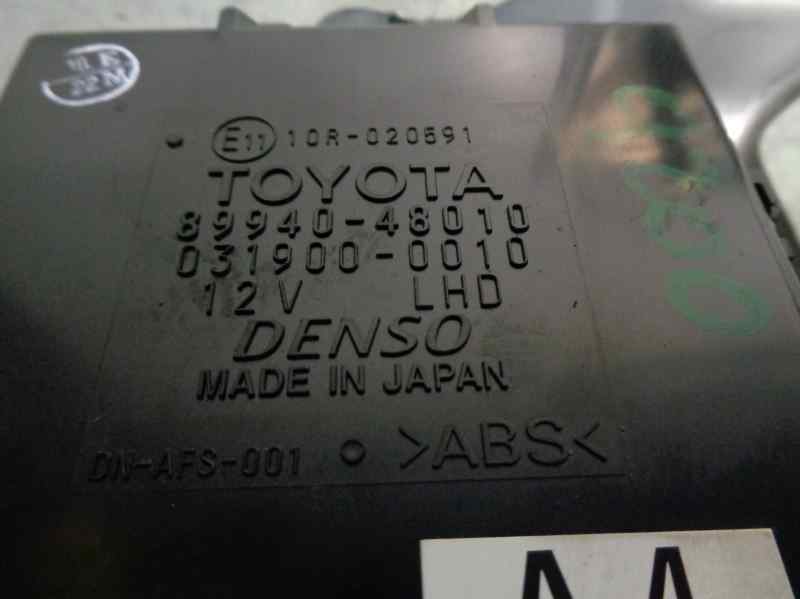 E11 10R-020591
TOYOTA
89940-48010
031900-0010
12V LHD
DENSO
MADE IN JAPAN
DN-AFS-001 >ABS<